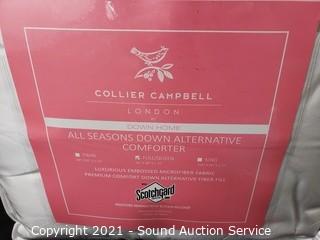 COLLIER CAMPBELL
LONDON
DOWN HOME
ALL SEASONS DOWN ALTERNATIVE
COMFORTER
TWIN FULL/QUEEN KING
LUXURIOUS EMBOSSED MICROFIBER FABRIC
PREMIUM COMFORT DOWN ALTERNATIVE FIBER FILL
Scotchgard
Copyright 2021 - Sound Auction Service